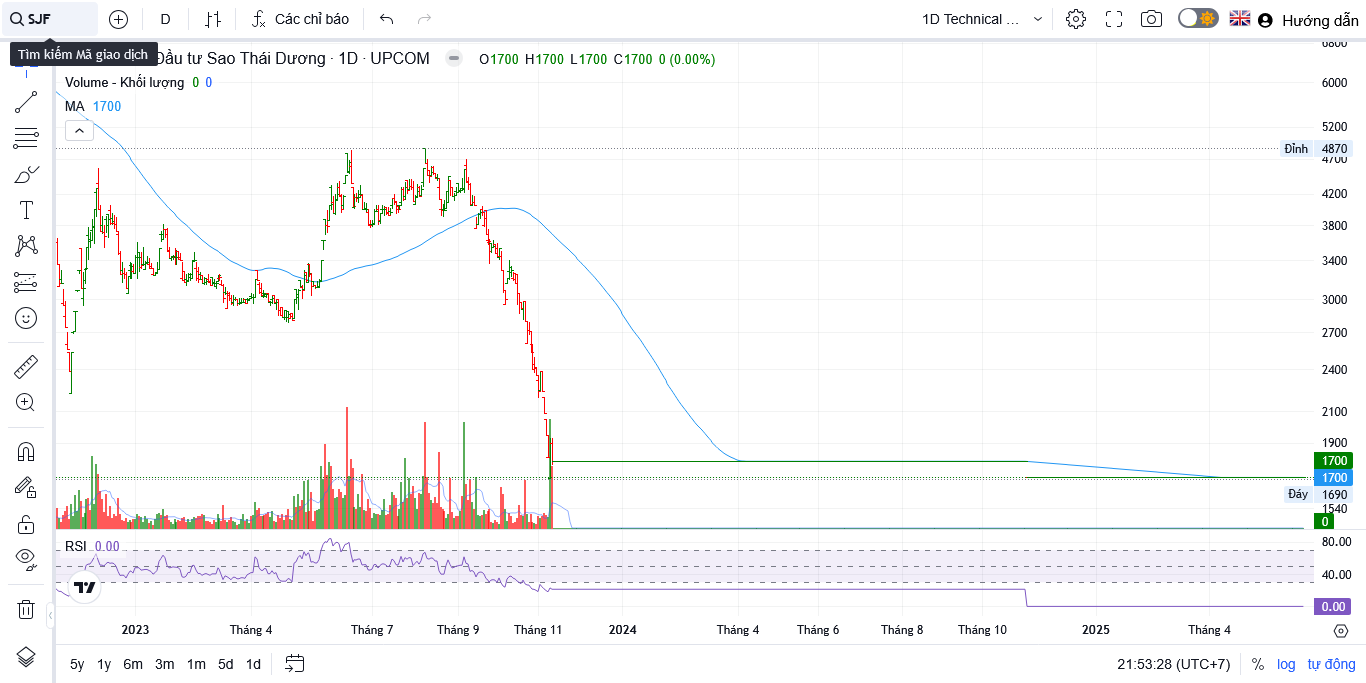 SJF D Các chỉ báo 1D Technical ... Hướng dẫn
Tìm kiếm Mã giao dịch
Đầu tư Sao Thái Dương · 1D · UPCOM O1700 H1700 L1700 C1700 0 (0.00%)
Volume - Khối lượng 0 0
MA 1700
6800
6000
5200
Đỉnh 4870
4700
4200
3800
3400
3000
2700
2400
2100
1900
1700
1700
Đáy 1690
1540
0
RSI 0.00
80.00
40.00
0.00
2023 Tháng 4 Tháng 7 Tháng 9 Tháng 11 2024 Tháng 4 Tháng 6 Tháng 8 Tháng 10 2025 Tháng 4
5y 1y 6m 3m 1m 5d 1d 21:53:28 (UTC+7) % log tự động